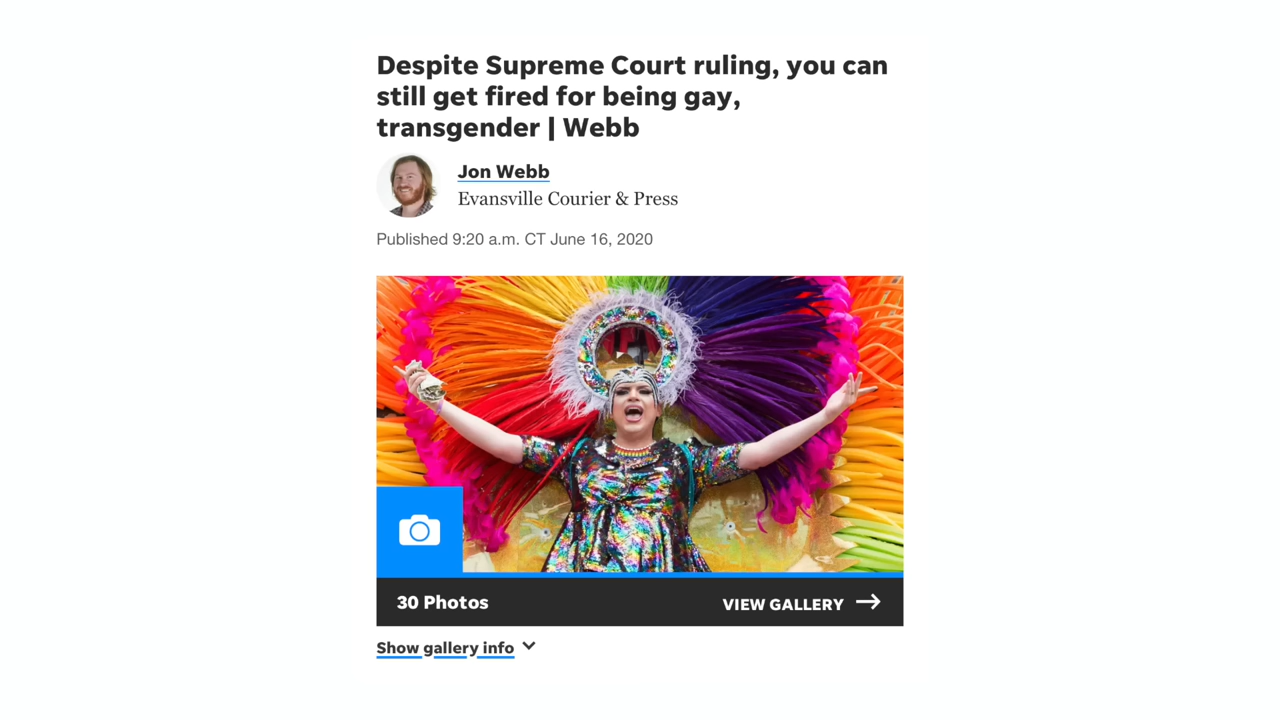 Despite Supreme Court ruling, you can
still get fired for being gay,
transgender | Webb
Jon Webb
Evansville Courier & Press
Published 9:20 a.m. CT June 16, 2020
30 Photos
VIEW GALLERY
Show gallery info